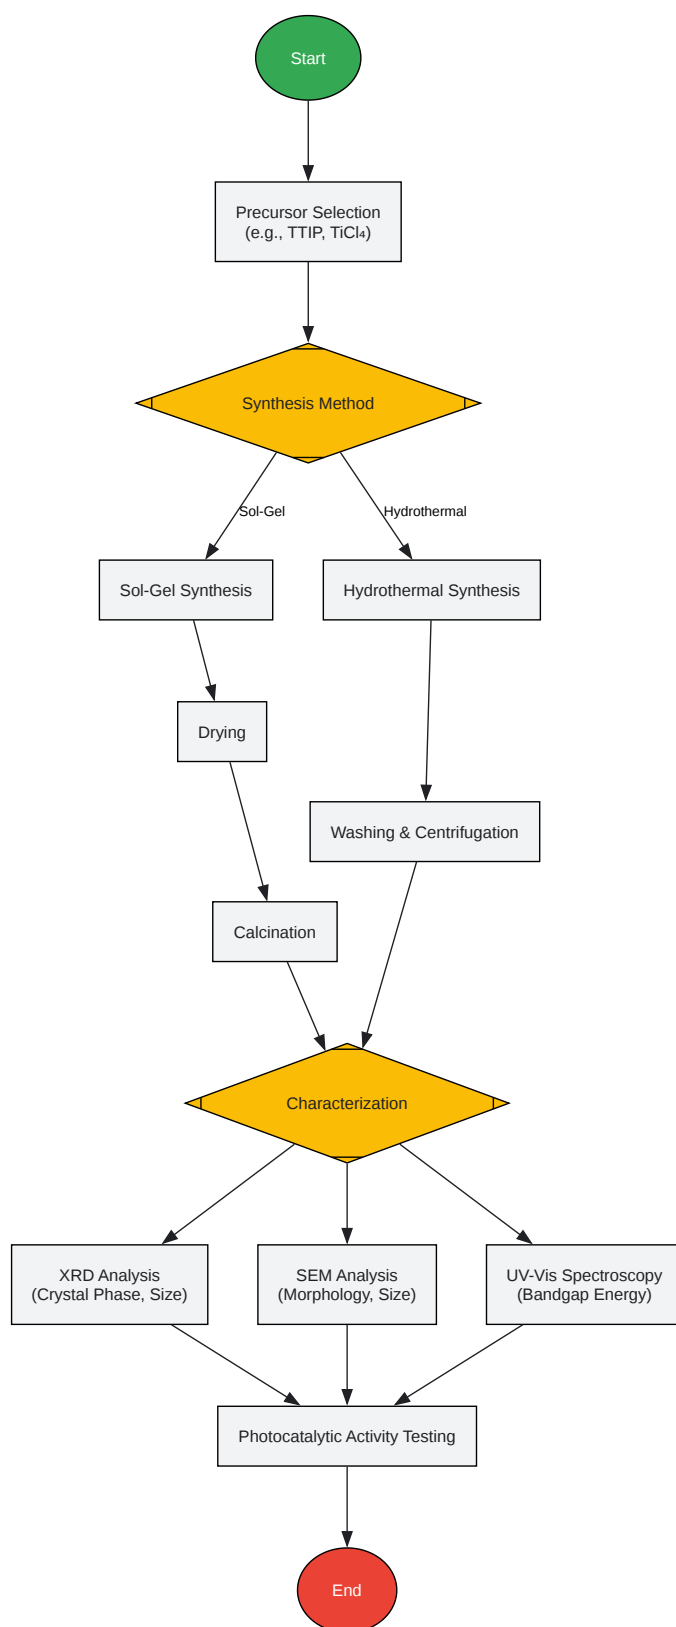 Start
Precursor Selection
(e.g., TTIP, TiCl₄)
Synthesis Method
Sol-Gel
Hydrothermal
Sol-Gel Synthesis
Hydrothermal Synthesis
Drying
Washing & Centrifugation
Calcination
Characterization
XRD Analysis
(Crystal Phase, Size)
SEM Analysis
(Morphology, Size)
UV-Vis Spectroscopy
(Bandgap Energy)
Photocatalytic Activity Testing
End